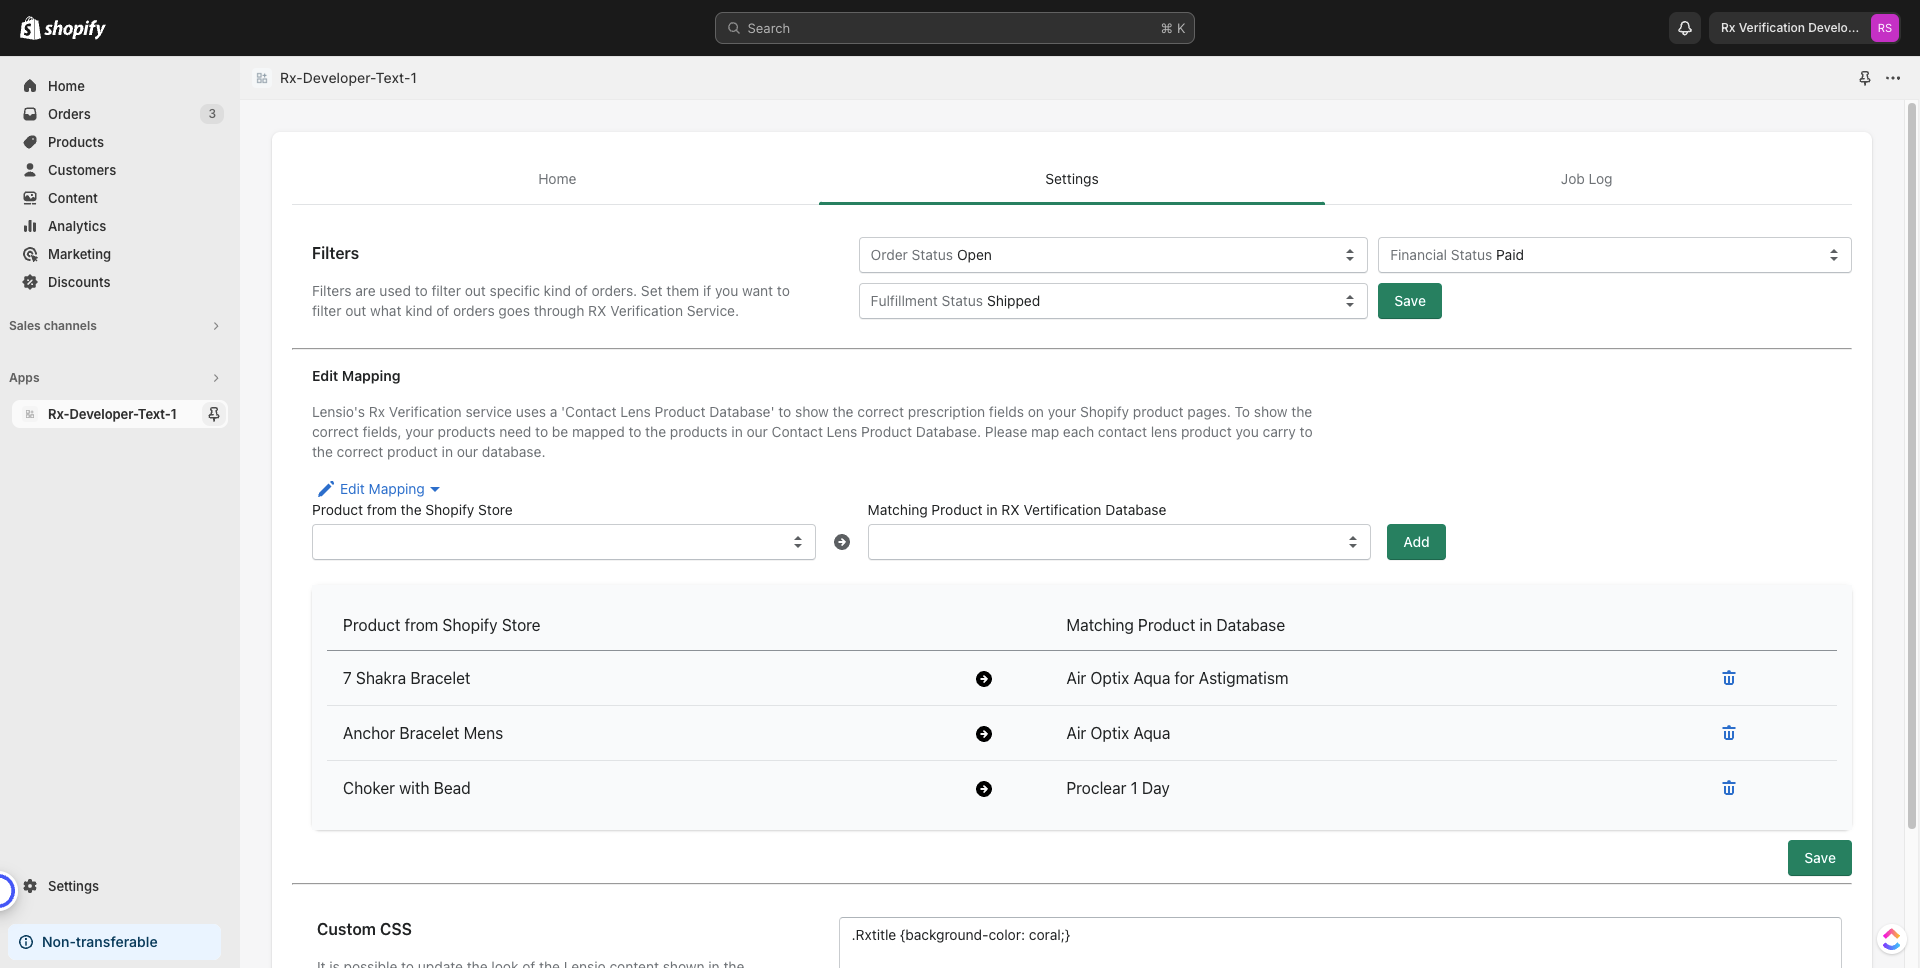 shopify
Search
⌘ K
Rx Verification Develo...
RS
Home
Orders
3
Products
Customers
Content
Analytics
Marketing
Discounts
Sales channels
Apps
Rx-Developer-Text-1
Settings
Non-transferable
Rx-Developer-Text-1
Home
Settings
Job Log
Filters
Filters are used to filter out specific kind of orders. Set them if you want to
filter out what kind of orders goes through RX Verification Service.
Order Status Open
Financial Status Paid
Fulfillment Status Shipped
Save
Edit Mapping
Lensio's Rx Verification service uses a 'Contact Lens Product Database' to show the correct prescription fields on your Shopify product pages. To show the
correct fields, your products need to be mapped to the products in our Contact Lens Product Database. Please map each contact lens product you carry to
the correct product in our database.
Edit Mapping
Product from the Shopify Store
Matching Product in RX Vertification Database
Add
Product from Shopify Store
Matching Product in Database
7 Shakra Bracelet
Air Optix Aqua for Astigmatism
Anchor Bracelet Mens
Air Optix Aqua
Choker with Bead
Proclear 1 Day
Save
Custom CSS
.Rxtitle {background-color: coral;}
It is possible to update the look of the Lensio content shown in the